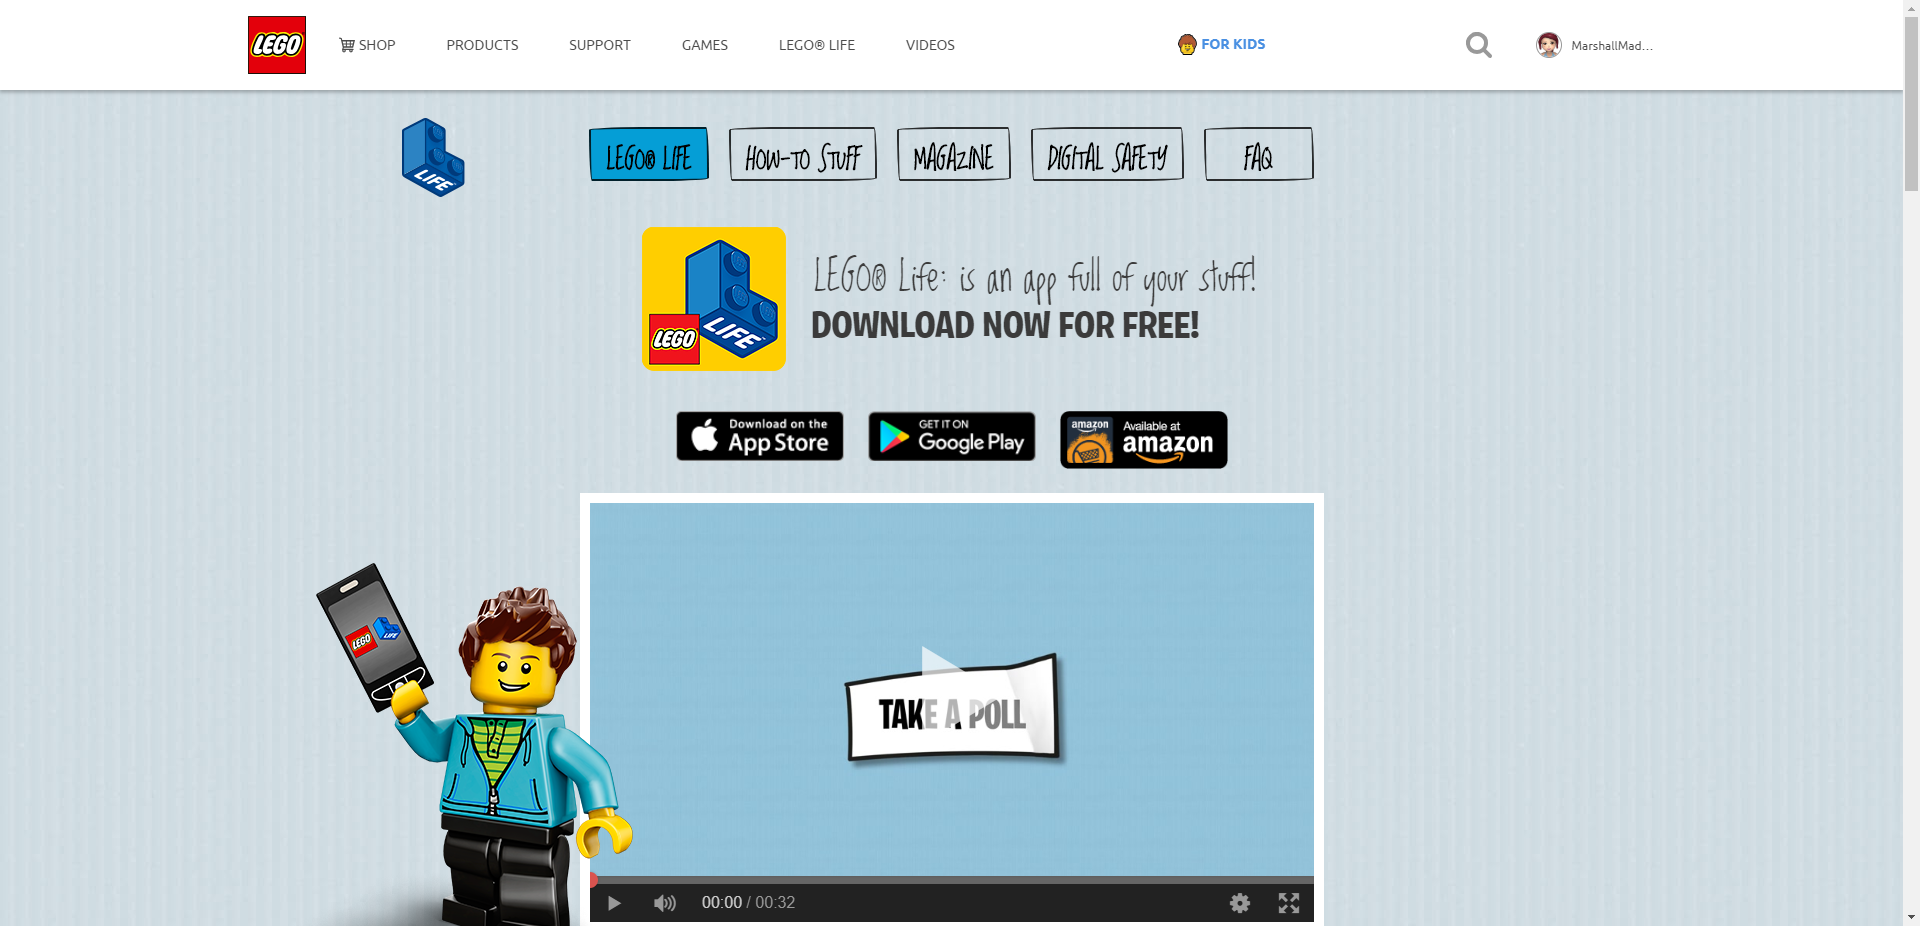 LEGO
SHOP
PRODUCTS
SUPPORT
GAMES
LEGO® LIFE
VIDEOS
FOR KIDS
MarshallMad...
LIFE™
LEGO® LIFE
HOW-TO STUFF
MAGAZINE
DIGITAL SAFETY
FAQ
LEGO
LIFE™
LEGO® Life: is an app full of your stuff!
DOWNLOAD NOW FOR FREE!
Download on the
App Store
GET IT ON
Google Play
amazon
Available at
amazon
LEGO
LIFE
TAKE A POLL
00:00 / 00:32